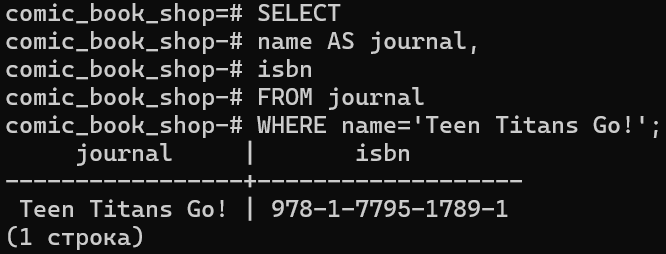 comic_book_shop=# SELECT
comic_book_shop-# name AS journal,
comic_book_shop-# isbn
comic_book_shop-# FROM journal
comic_book_shop-# WHERE name='Teen Titans Go!';
     journal     |       isbn
-----------------+-------------------
 Teen Titans Go! | 978-1-7795-1789-1
(1 строка)